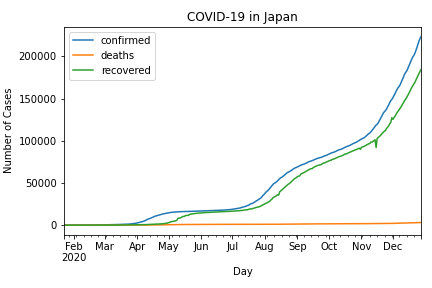 COVID-19 in Japan
confirmed
deaths
recovered
Number of Cases
200000
150000
100000
50000
0
Feb Mar Apr May Jun Jul Aug Sep Oct Nov Dec
2020
Day